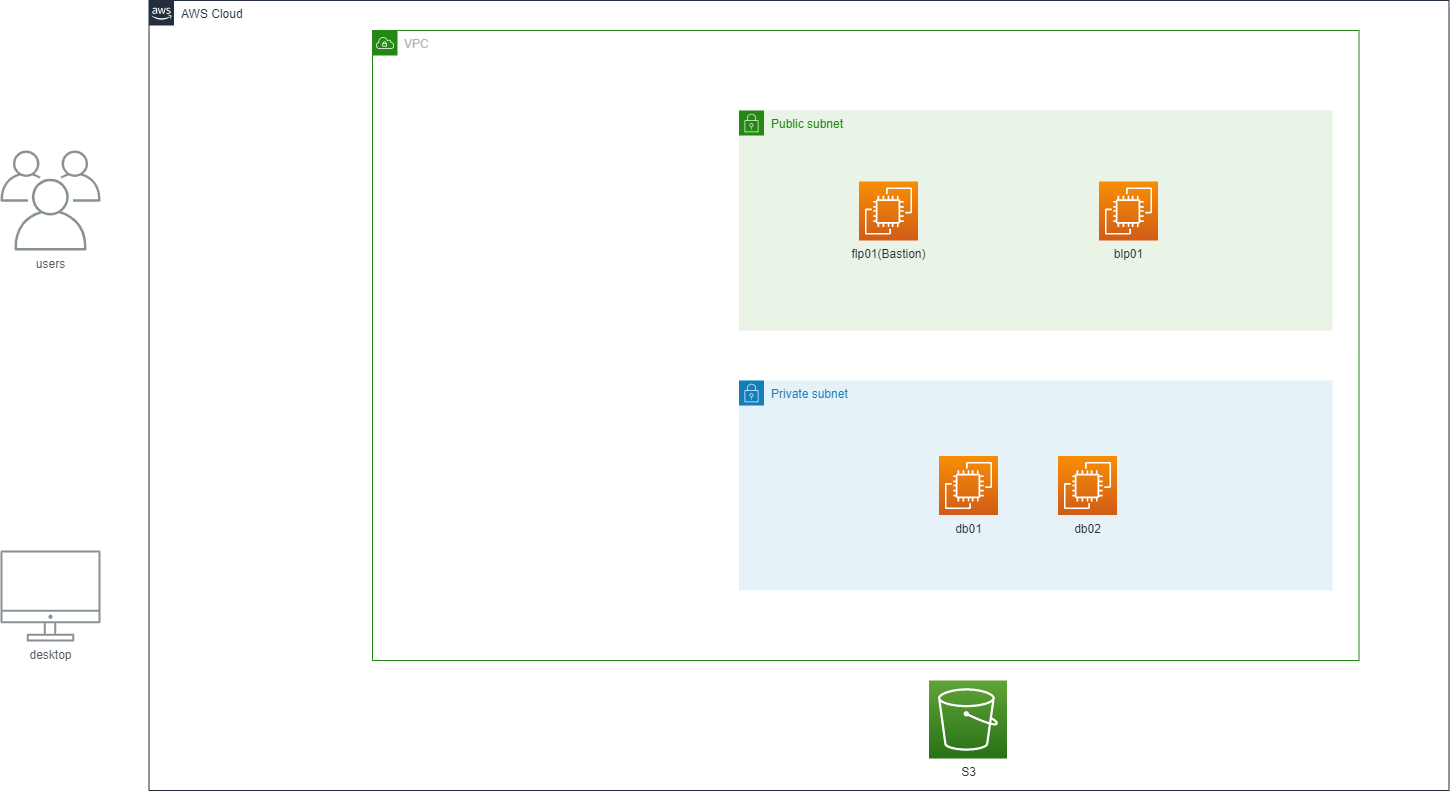 aws
AWS Cloud
VPC
Public subnet
flp01(Bastion)
blp01
users
Private subnet
db01
db02
desktop
S3